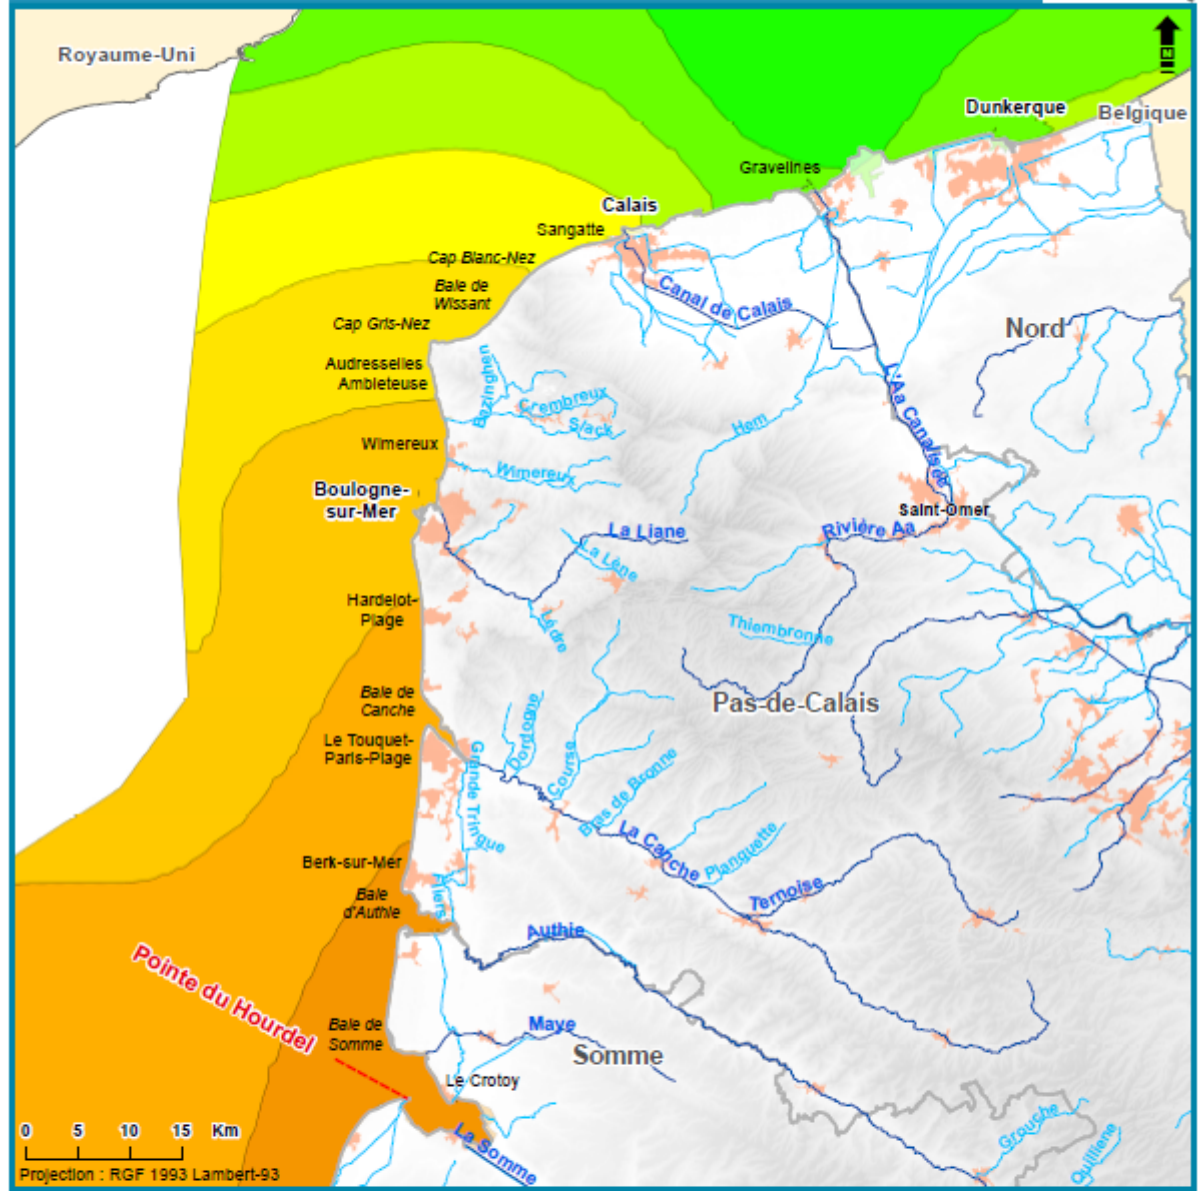 N
Royaume-Uni
Dunkerque
Belgique
Gravelines
Calais
Sangatte
Cap Blanc-Nez
Baie de
Wissant
Canal de Calais
Cap Gris-Nez
Nord
Audresselles
Ambleteuse
Bazinghen
Crembreux
Slack
Hem
L'Aa Canalisée
Wimereux
Wimereux
Boulogne-
sur-Mer
Saint-Omer
La Liane
Rivière Aa
La Lène
Hardelot-
Plage
Lèdre
Thiembronne
Baie de
Canche
Pas-de-Calais
Le Touquet-
Paris-Plage
Dordogne
Course
Grande Tringue
Bras de Bronne
La Canche
Planquette
Berk-sur-Mer
Fliers
Ternoise
Baie
d'Authie
Authie
Pointe du Hourdel
Baie de
Somme
Maye
Somme
Le Crotoy
La Somme
Grouche
Quilliene
0 5 10 15 Km
Projection : RGF 1993 Lambert-93